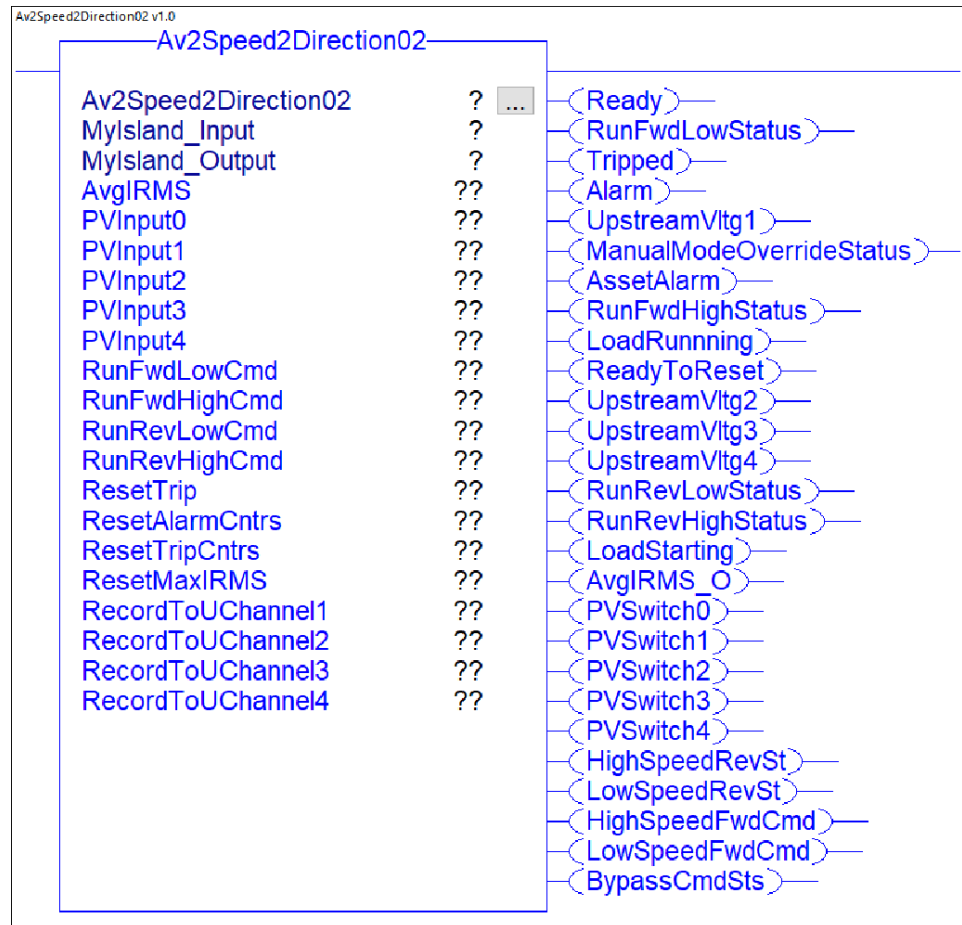 Av2Speed2Direction02 v1.0
Av2Speed2Direction02
Av2Speed2Direction02 ? ... Ready
MyIsland_Input ? RunFwdLowStatus
MyIsland_Output ? Tripped
AvgIRMS ?? Alarm
PVInput0 ?? UpstreamVltg1
PVInput1 ?? ManualModeOverrideStatus
PVInput2 ?? AssetAlarm
PVInput3 ?? RunFwdHighStatus
PVInput4 ?? LoadRunnning
RunFwdLowCmd ?? ReadyToReset
RunFwdHighCmd ?? UpstreamVltg2
RunRevLowCmd ?? UpstreamVltg3
RunRevHighCmd ?? UpstreamVltg4
ResetTrip ?? RunRevLowStatus
ResetAlarmCntrs ?? RunRevHighStatus
ResetTripCntrs ?? LoadStarting
ResetMaxIRMS ?? AvgIRMS_O
RecordToUChannel1 ?? PVSwitch0
RecordToUChannel2 ?? PVSwitch1
RecordToUChannel3 ?? PVSwitch2
RecordToUChannel4 ?? PVSwitch3
PVSwitch4
HighSpeedRevSt
LowSpeedRevSt
HighSpeedFwdCmd
LowSpeedFwdCmd
BypassCmdSts